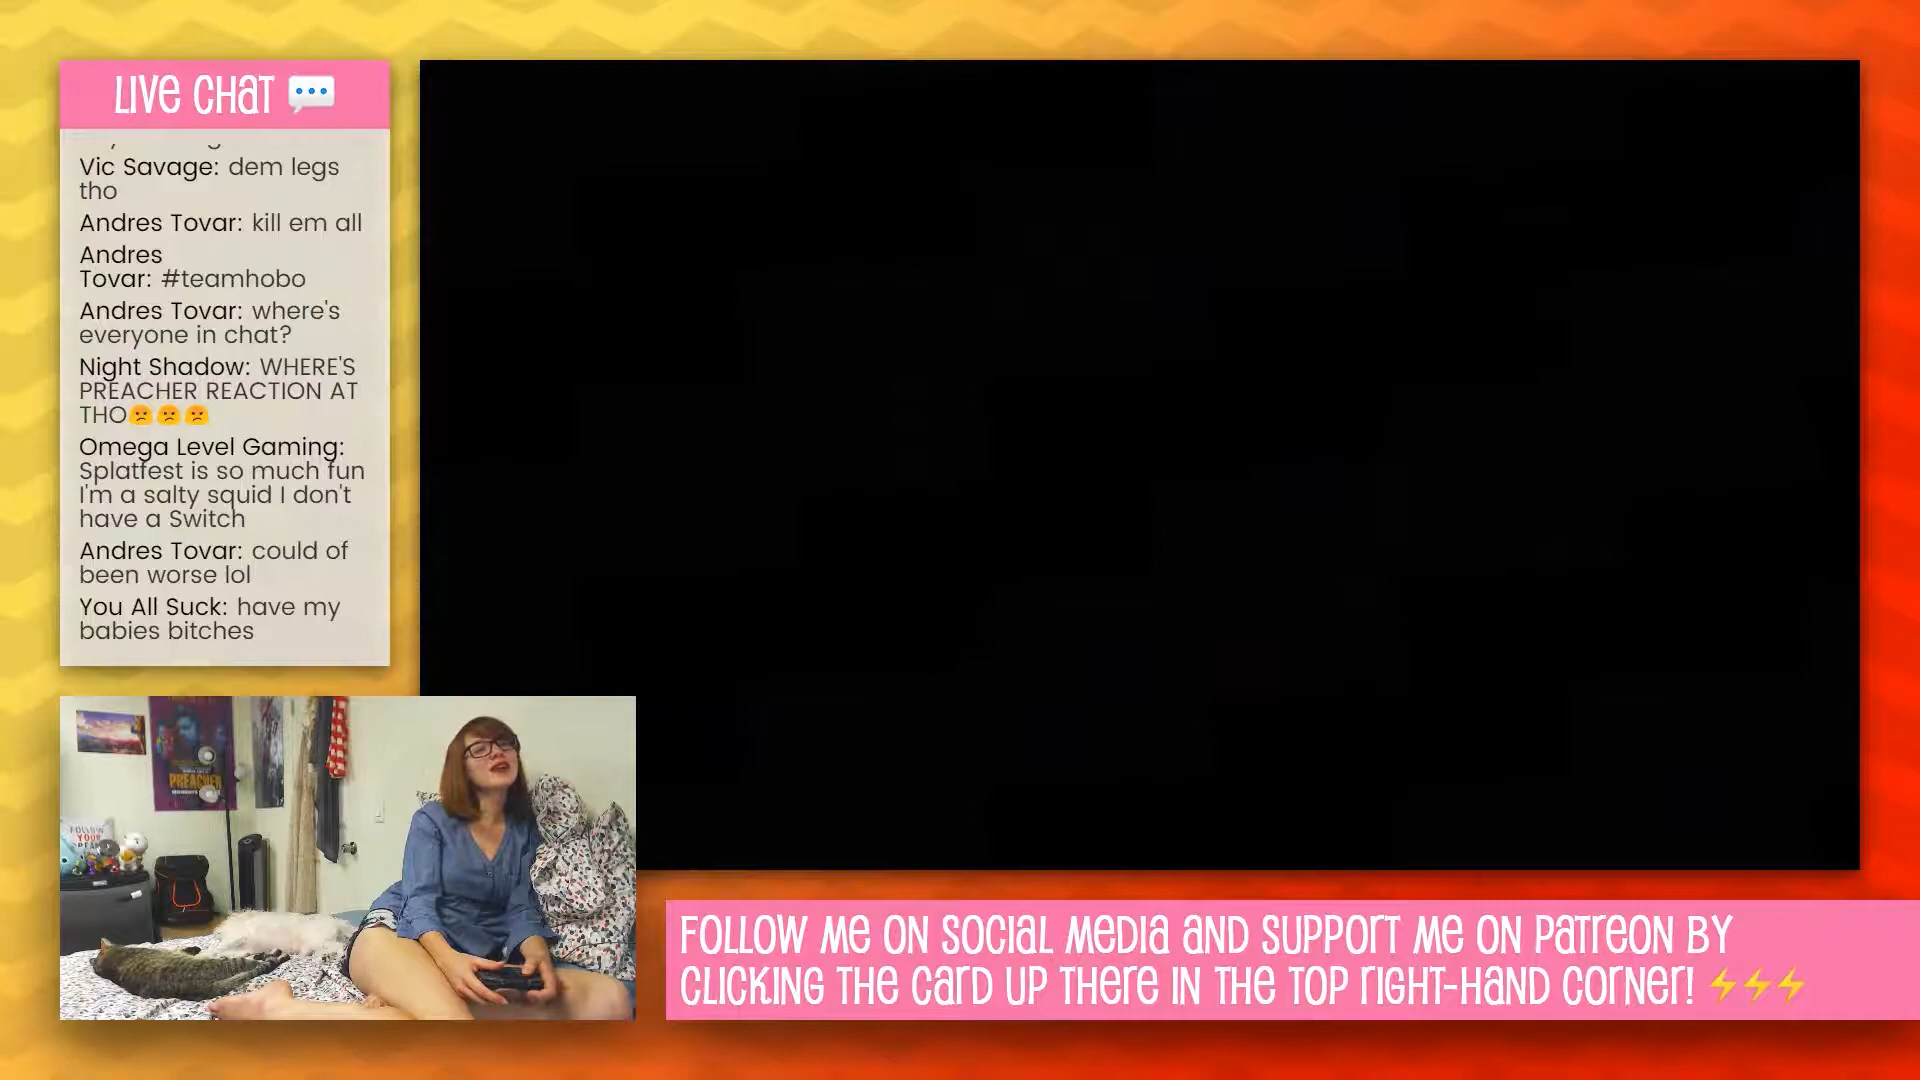 LIVE CHAT
Vic Savage: dem legs
tho
Andres Tovar: kill em all
Andres
Tovar: #teamhobo
Andres Tovar: where's
everyone in chat?
Night Shadow: WHERE'S
PREACHER REACTION AT
THO😕😕😕
Omega Level Gaming:
Splatfest is so much fun
I'm a salty squid I don't
have a Switch
Andres Tovar: could of
been worse lol
You All Suck: have my
babies bitches
PREACHER
FOLLOW
YOUR
FOLLOW ME ON SOCIAL MEDIA AND SUPPORT ME ON PATREON BY
CLICKING THE CARD UP THERE IN THE TOP RIGHT-HAND CORNER! ⚡⚡⚡